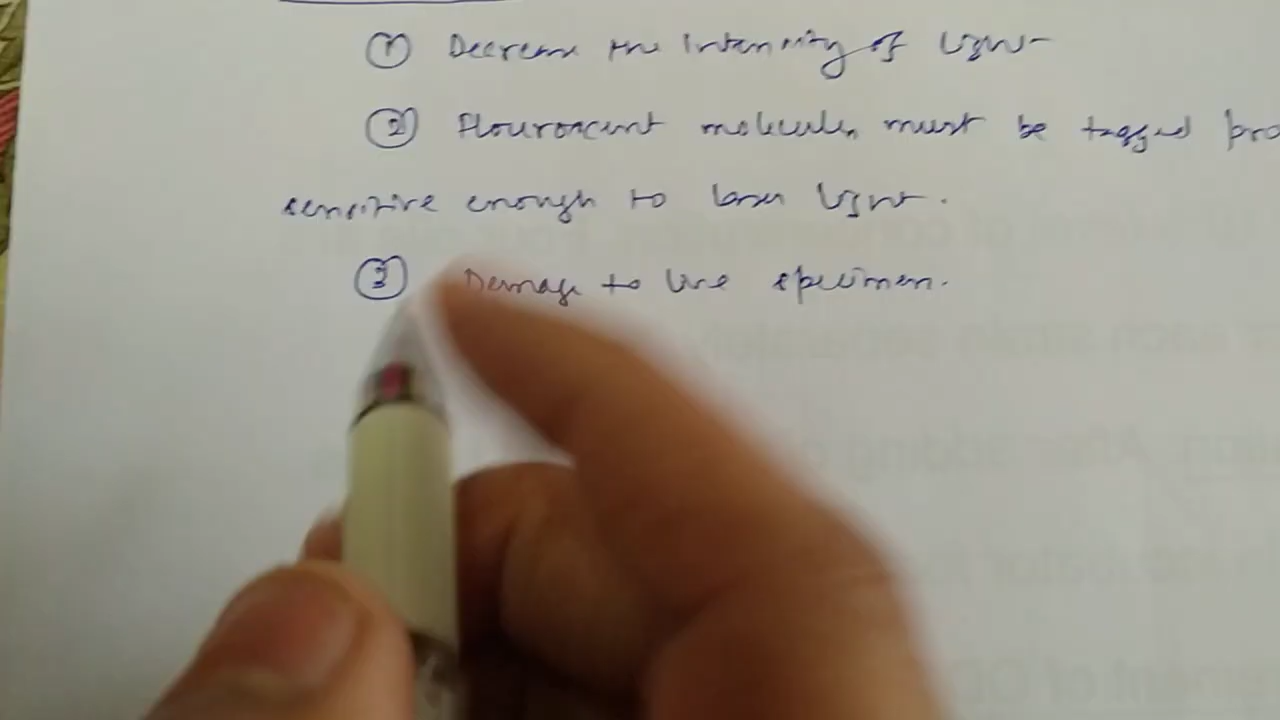 ① Decrease the intensity of light
② Flourescent molecules must be tagged
sensitive enough to laser light.
③ Damage to live specimen.